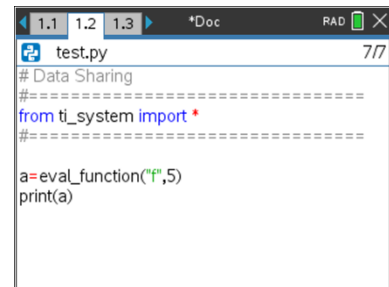 1.1 1.2 1.3 *Doc RAD
test.py 7/7
# Data Sharing
#================================
from ti_system import *
#================================
a=eval_function("f",5)
print(a)